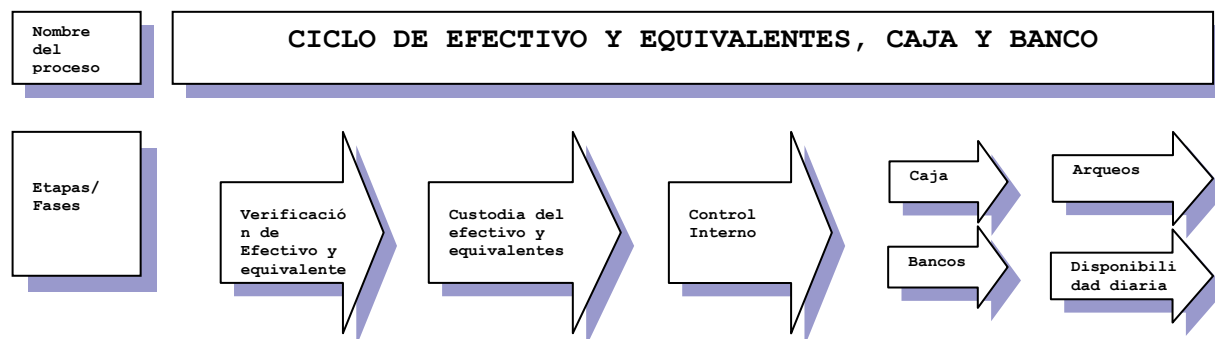 Nombre
del
proceso
CICLO DE EFECTIVO Y EQUIVALENTES, CAJA Y BANCO
Etapas/
Fases
Verificació
n de
Efectivo y
equivalente
Custodia del
efectivo y
equivalentes
Control
Interno
Caja
Bancos
Arqueos
Disponibili
dad diaria